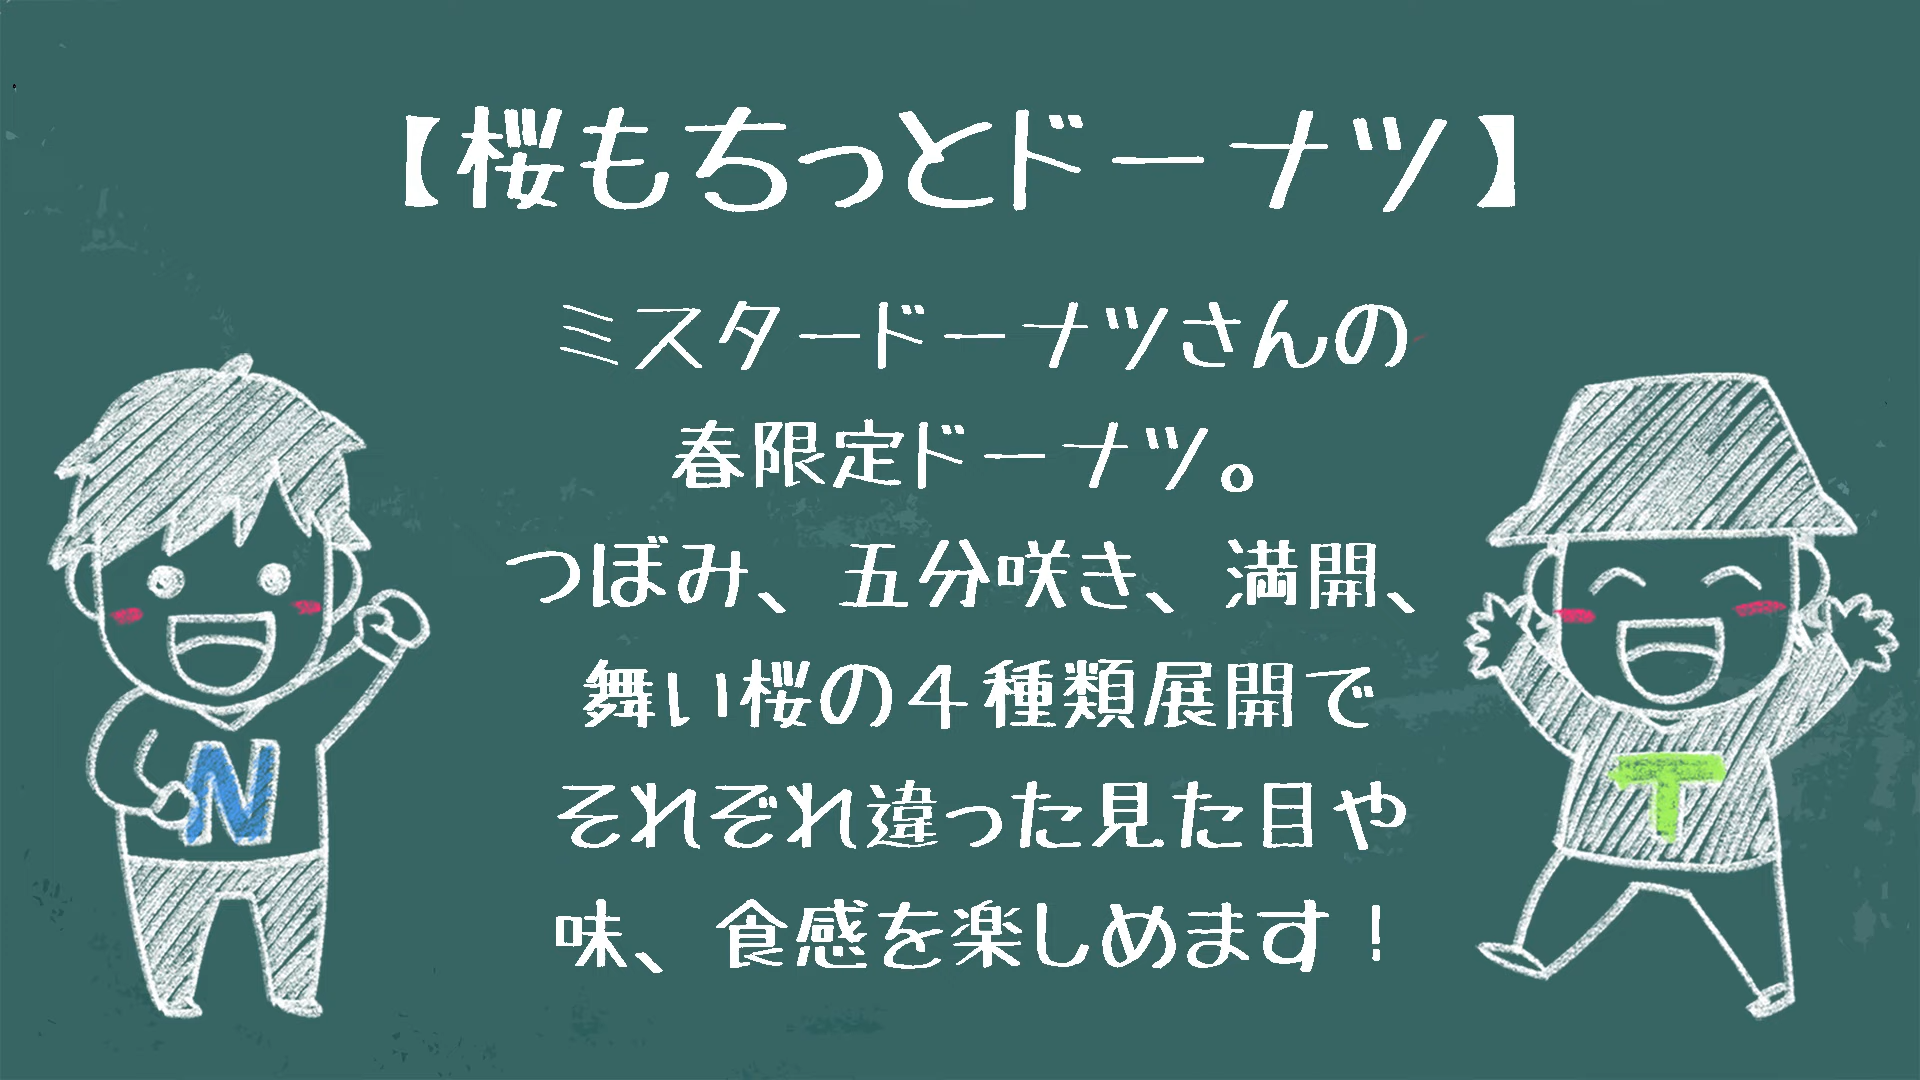 【桜もちっとドーナツ】
ミスタードーナツさんの
春限定ドーナツ。
つぼみ、五分咲き、満開、
舞い桜の４種類展開で
それぞれ違った見た目や
味、食感を楽しめます！
N
T